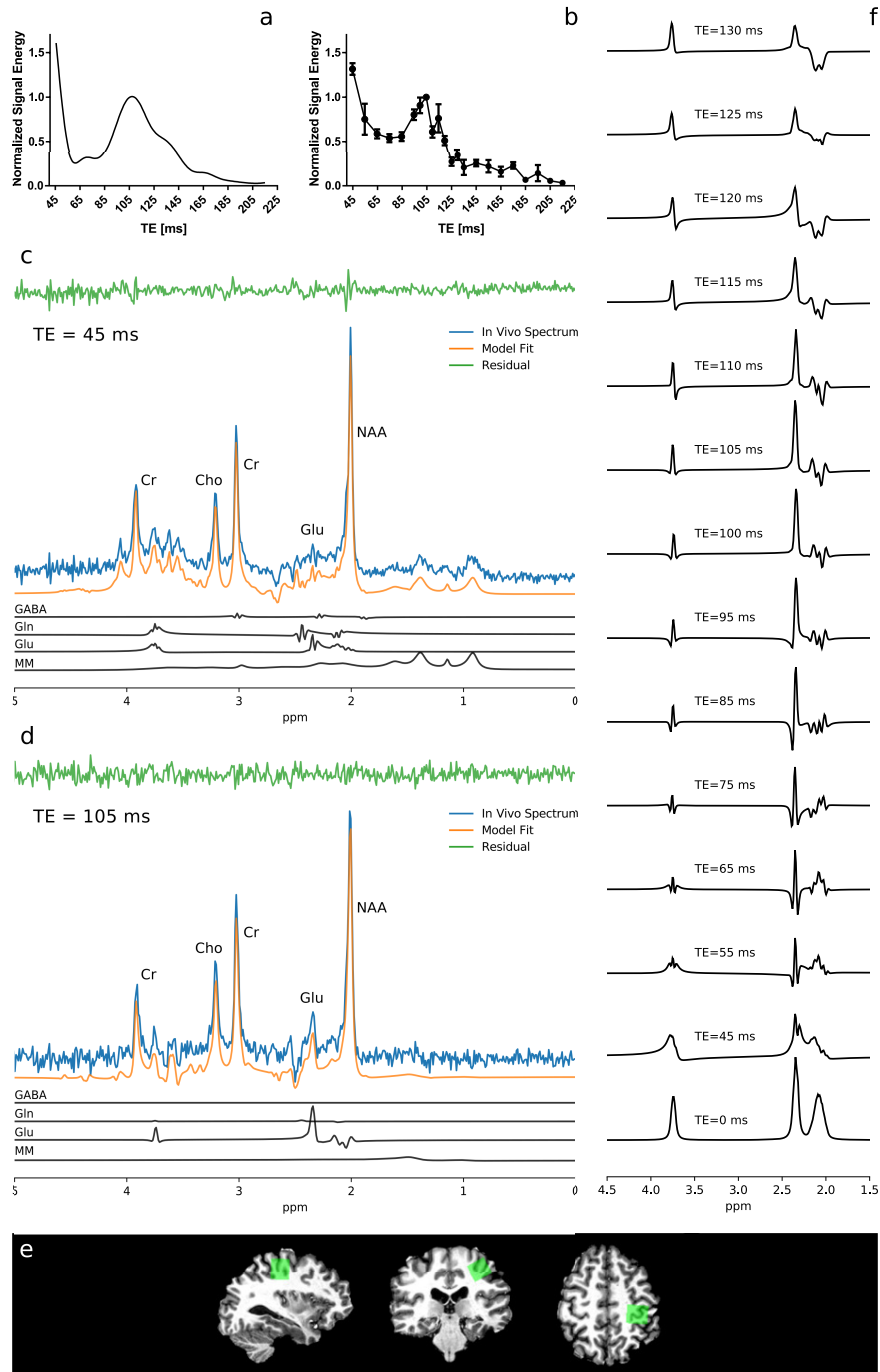 a
Normalized Signal Energy
1.5
1.0
0.5
0.0
45 65 85 105 125 145 165 185 205 225
TE [ms]
b
Normalized Signal Energy
1.5
1.0
0.5
0.0
45 65 85 105 125 145 165 185 205 225
TE [ms]
c
TE = 45 ms
In Vivo Spectrum
Model Fit
Residual
NAA
Cr
Cho
Cr
Glu
GABA
Gln
Glu
MM
5 4 3 2 1 0
ppm
d
TE = 105 ms
In Vivo Spectrum
Model Fit
Residual
NAA
Cr
Cho
Cr
Glu
GABA
Gln
Glu
MM
5 4 3 2 1 0
ppm
f
TE=130 ms
TE=125 ms
TE=120 ms
TE=115 ms
TE=110 ms
TE=105 ms
TE=100 ms
TE=95 ms
TE=85 ms
TE=75 ms
TE=65 ms
TE=55 ms
TE=45 ms
TE=0 ms
4.5 4.0 3.5 3.0 2.5 2.0 1.5
ppm
e